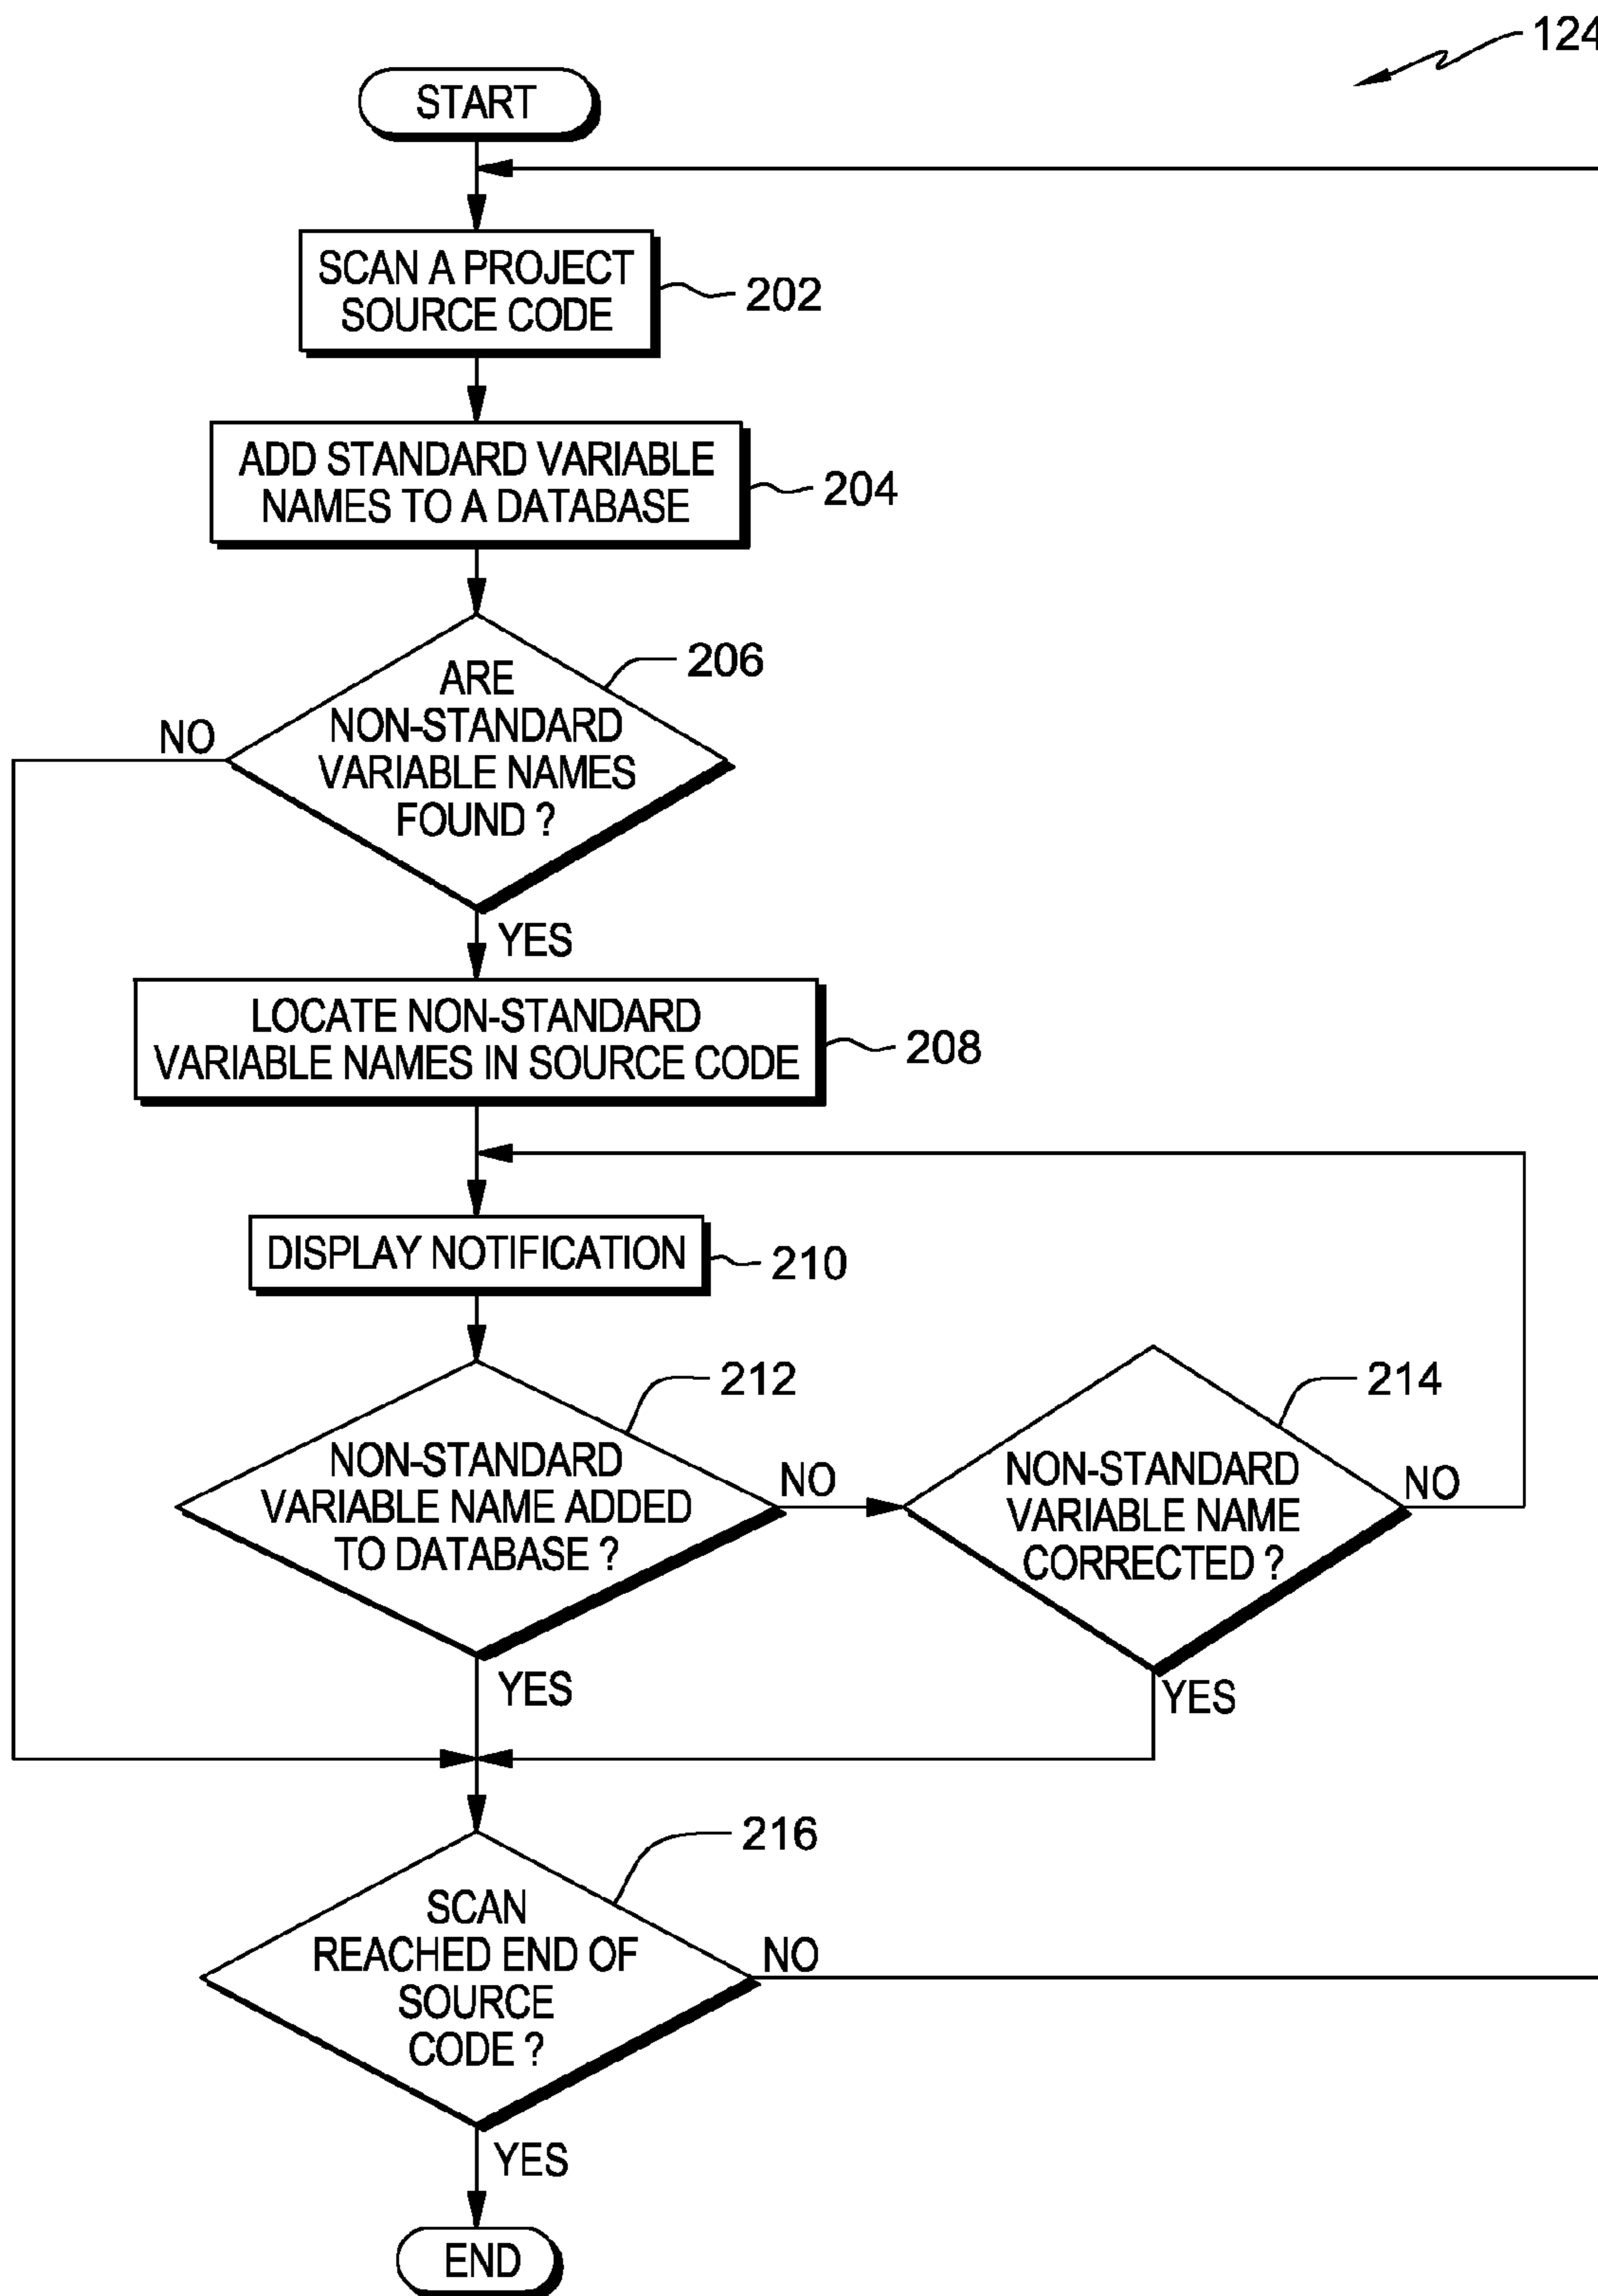 124
START
SCAN A PROJECT
SOURCE CODE
202
ADD STANDARD VARIABLE
NAMES TO A DATABASE
204
206
ARE
NON-STANDARD
VARIABLE NAMES
FOUND ?
NO
YES
LOCATE NON-STANDARD
VARIABLE NAMES IN SOURCE CODE
208
DISPLAY NOTIFICATION
210
212
NON-STANDARD
VARIABLE NAME ADDED
TO DATABASE ?
NO
YES
214
NON-STANDARD
VARIABLE NAME
CORRECTED ?
NO
YES
216
SCAN
REACHED END OF
SOURCE
CODE ?
NO
YES
END